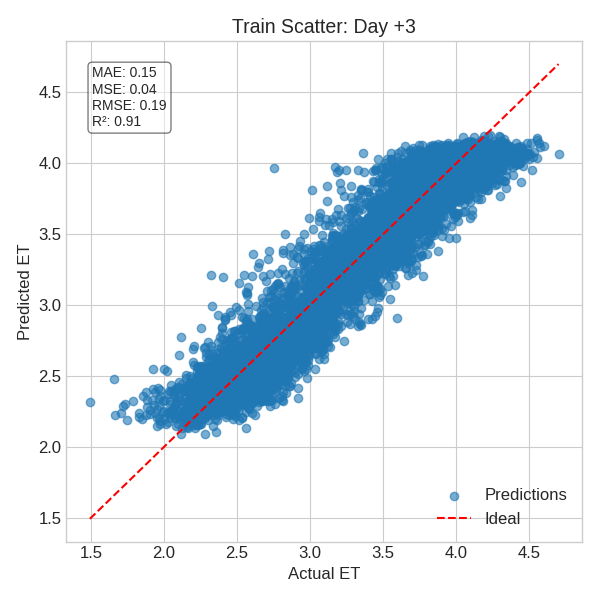 Train Scatter: Day +3
MAE: 0.15
MSE: 0.04
RMSE: 0.19
R²: 0.91
4.5
4.0
3.5
3.0
2.5
2.0
1.5
Predicted ET
Predictions
Ideal
1.5 2.0 2.5 3.0 3.5 4.0 4.5
Actual ET